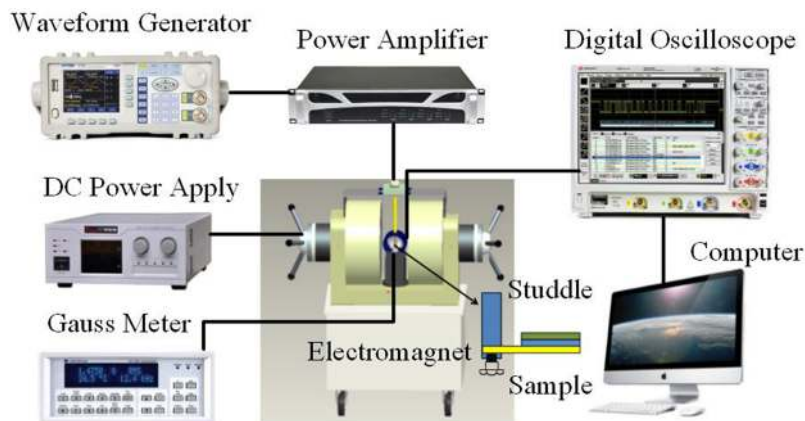 Waveform Generator
Power Amplifier
Digital Oscilloscope
DC Power Apply
Computer
Studdle
Gauss Meter
Electromagnet
Sample